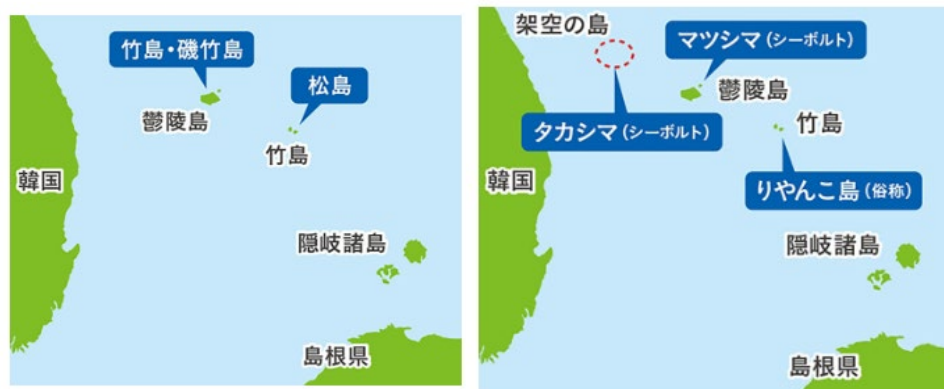 竹島・磯竹島
松島
鬱陵島
竹島
韓国
隠岐諸島
島根県
架空の島
マツシマ（シーボルト）
鬱陵島
タカシマ（シーボルト）
竹島
韓国
りやんこ島（俗称）
隠岐諸島
島根県